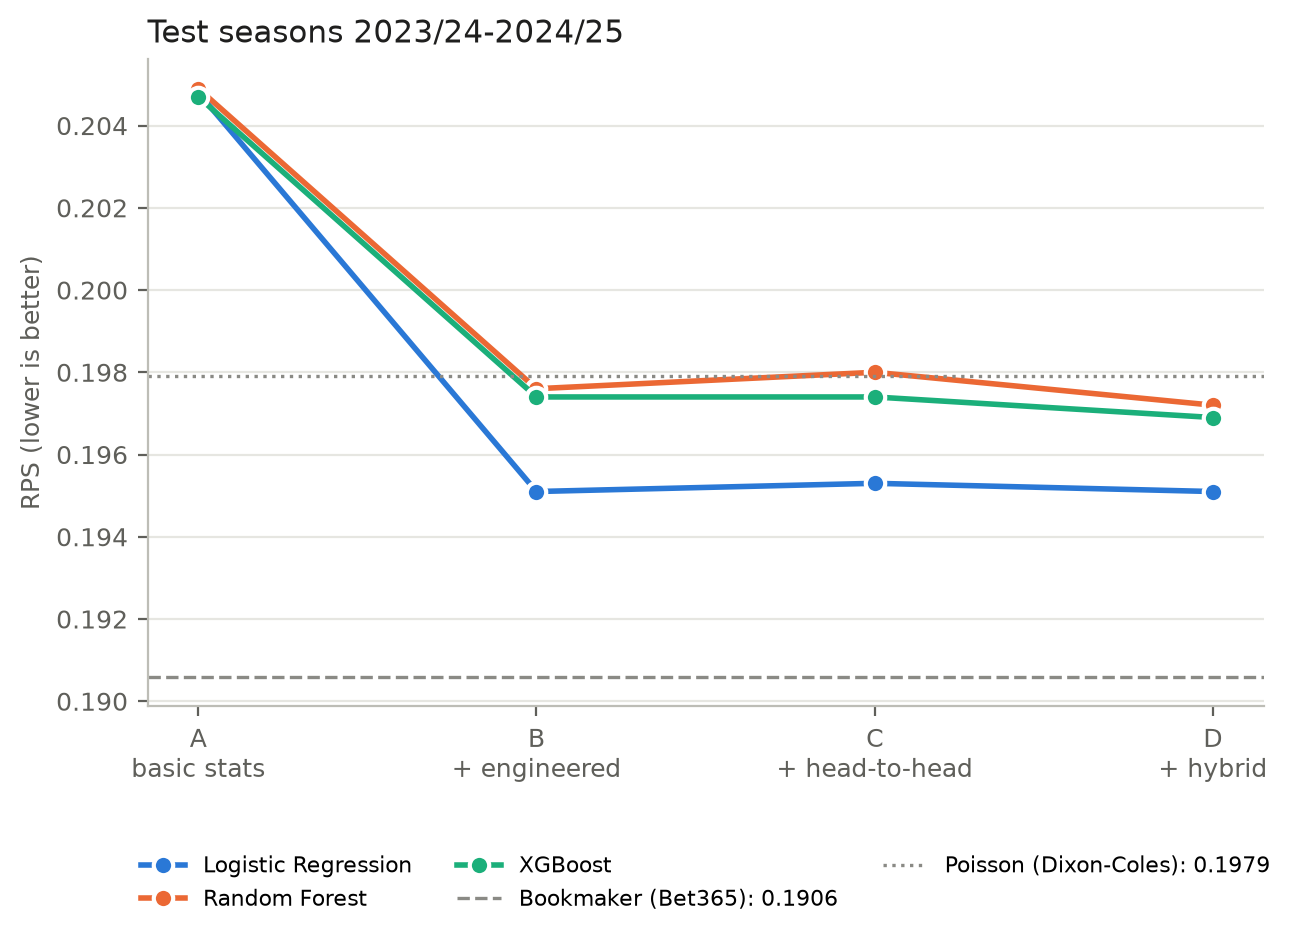 Test seasons 2023/24-2024/25
RPS (lower is better)
0.204
0.202
0.200
0.198
0.196
0.194
0.192
0.190
A
basic stats
B
+ engineered
C
+ head-to-head
D
+ hybrid
Logistic Regression
Random Forest
XGBoost
Bookmaker (Bet365): 0.1906
Poisson (Dixon-Coles): 0.1979